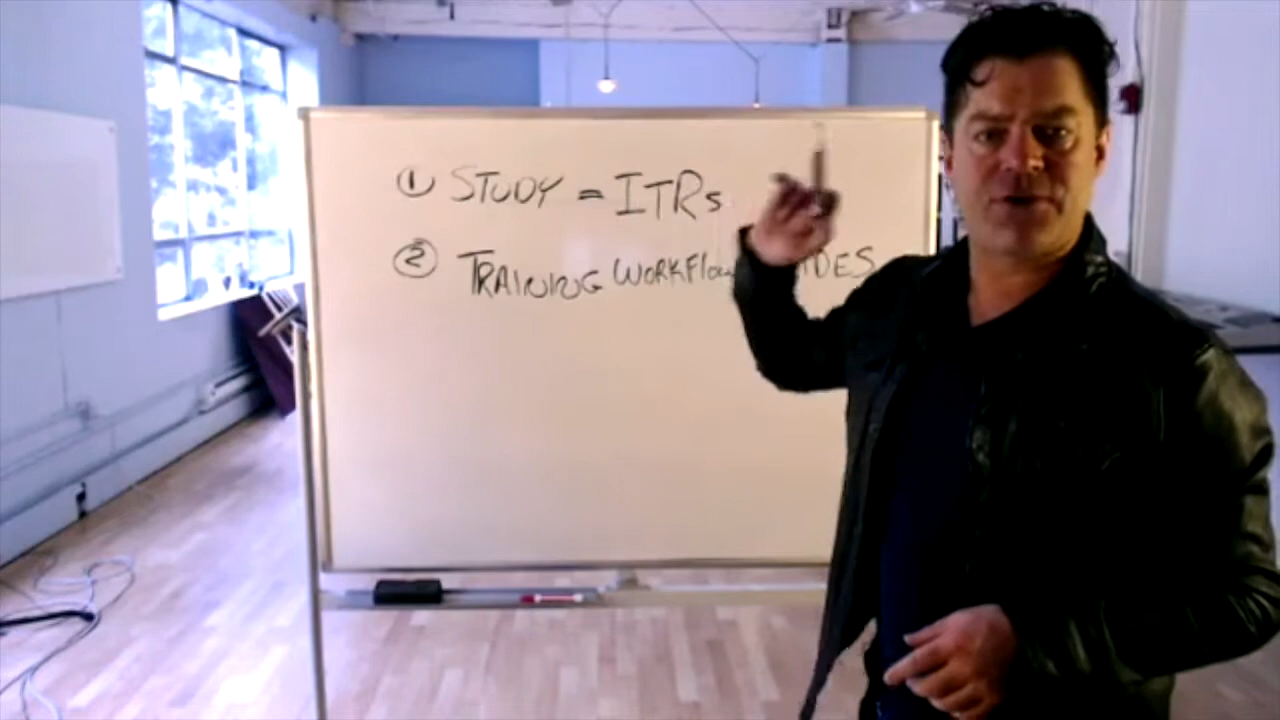 ① STUDY = ITRs
② TRAINING WORKFLOW